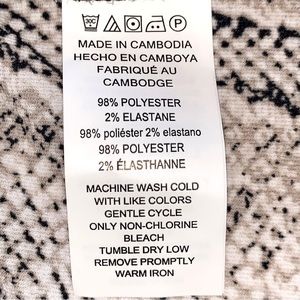 MADE IN CAMBODIA
HECHO EN CAMBOYA
FABRIQUÉ AU
CAMBODGE
98% POLYESTER
2% ELASTANE
98% poliéster 2% elastano
98% POLYESTER
2% ÉLASTHANNE
MACHINE WASH COLD
WITH LIKE COLORS
GENTLE CYCLE
ONLY NON-CHLORINE
BLEACH
TUMBLE DRY LOW
REMOVE PROMPTLY
WARM IRON